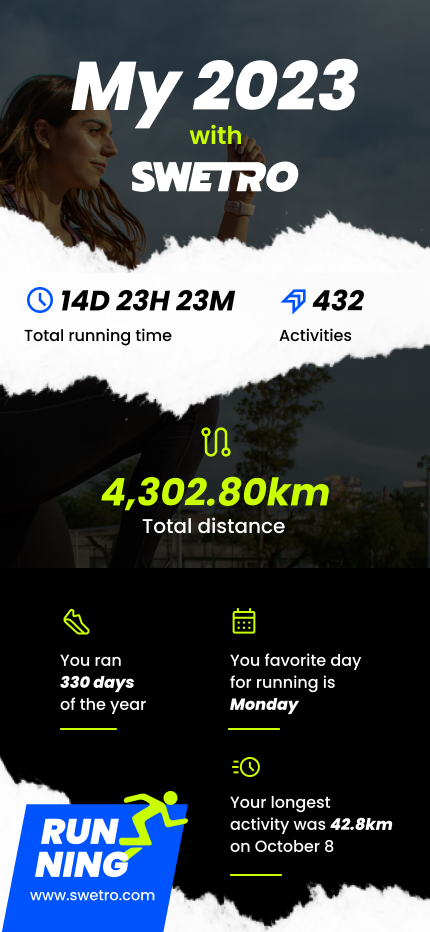 My 2023
with
SWETRO
14D 23H 23M
Total running time
432
Activities
4,302.80km
Total distance
You ran
330 days
of the year
You favorite day
for running is
Monday
Your longest
activity was 42.8km
on October 8
RUN
NING
www.swetro.com